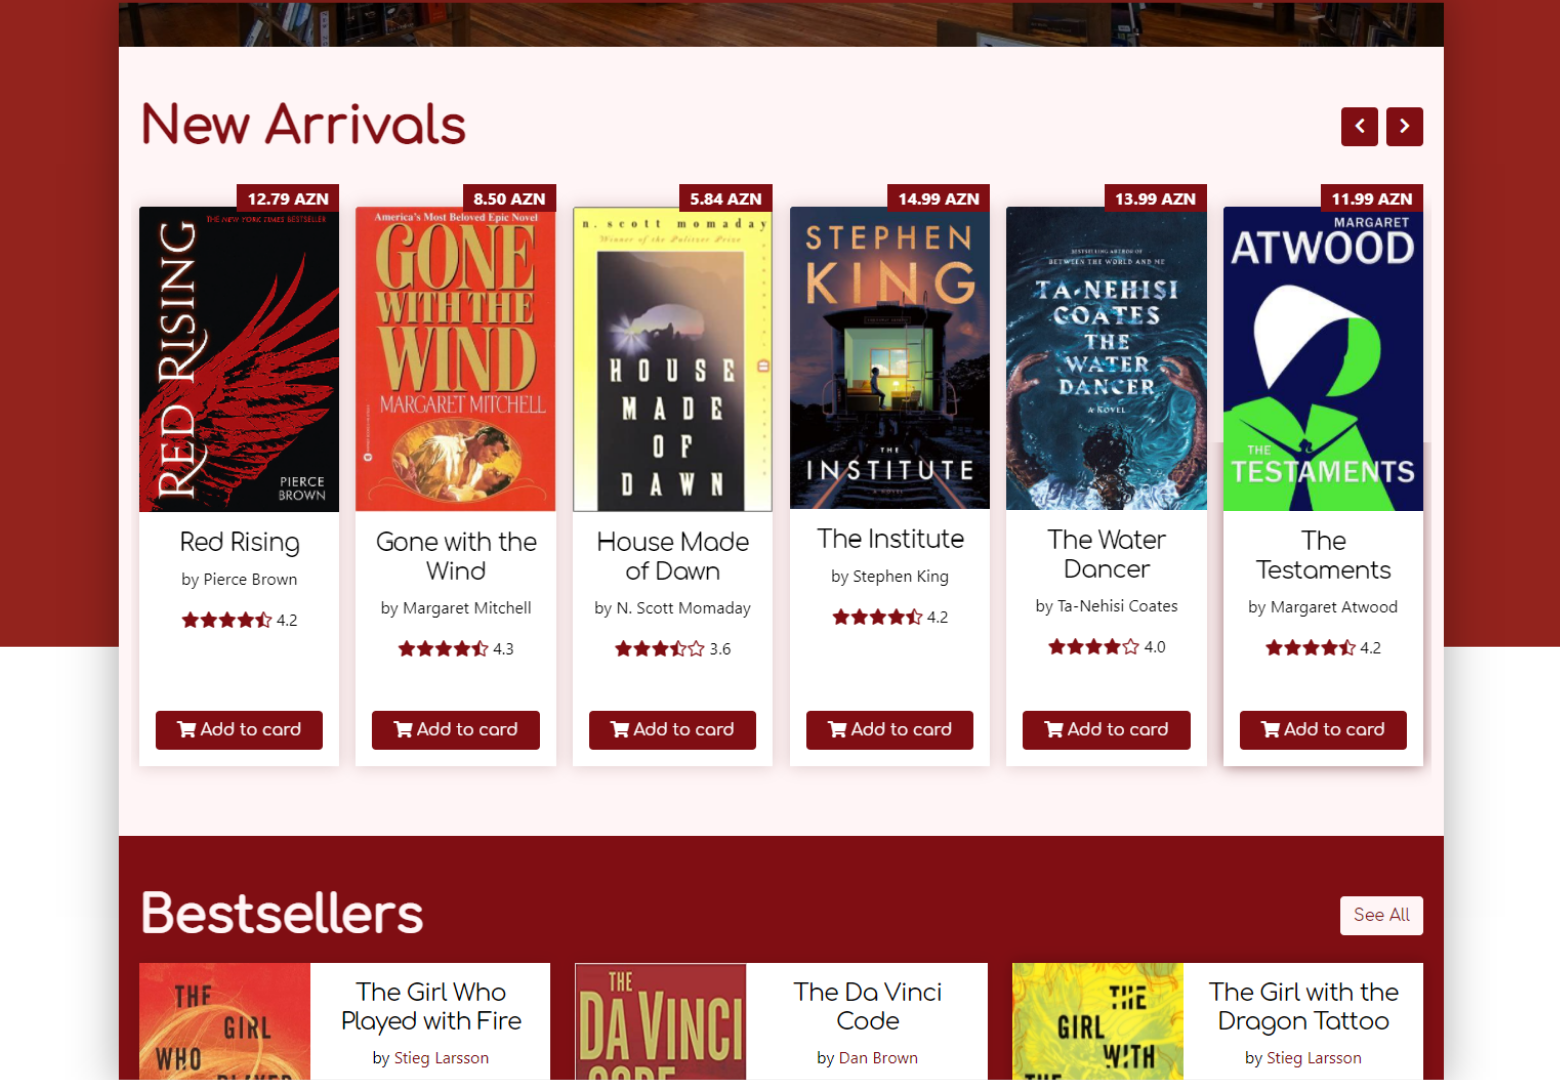 New Arrivals
12.79 AZN
THE NEW YORK TIMES BESTSELLER
RED RISING
PIERCE
BROWN
Red Rising
by Pierce Brown
4.2
Add to card
8.50 AZN
America's Most Beloved Epic Novel
GONE
WITH THE
WIND
MARGARET MITCHELL
Gone with the
Wind
by Margaret Mitchell
4.3
Add to card
5.84 AZN
n. scott momaday
Winner of the Pulitzer Prize
HOUSE
MADE
OF
DAWN
House Made
of Dawn
by N. Scott Momaday
3.6
Add to card
14.99 AZN
STEPHEN
KING
THE
INSTITUTE
A NOVEL
The Institute
by Stephen King
4.2
Add to card
13.99 AZN
BESTSELLING AUTHOR OF
BETWEEN THE WORLD AND ME
TA-NEHISI
COATES
THE
WATER
DANCER
A NOVEL
The Water
Dancer
by Ta-Nehisi Coates
4.0
Add to card
11.99 AZN
MARGARET
ATWOOD
THE
TESTAMENTS
The
Testaments
by Margaret Atwood
4.2
Add to card
Bestsellers
See All
THE
GIRL
WHO
PLAYED
The Girl Who
Played with Fire
by Stieg Larsson
THE
DA VINCI
CODE
The Da Vinci
Code
by Dan Brown
THE
GIRL
WITH
THE
The Girl with the
Dragon Tattoo
by Stieg Larsson